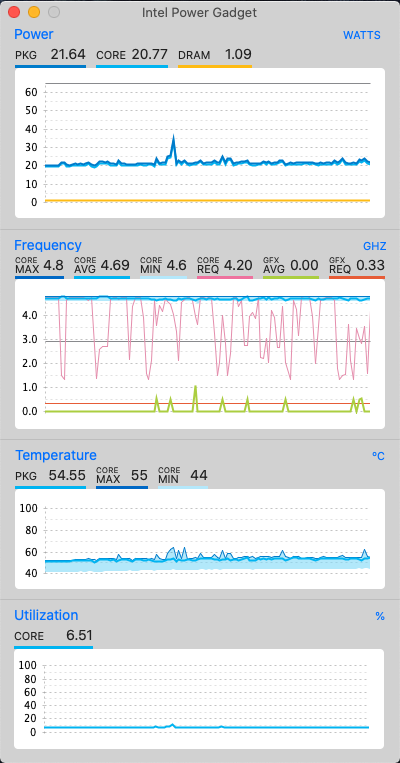 Intel Power Gadget
Power WATTS
PKG 21.64 CORE 20.77 DRAM 1.09
60
50
40
30
20
10
0
Frequency GHZ
CORE MAX 4.8 CORE AVG 4.69 CORE MIN 4.6 CORE REQ 4.20 GFX AVG 0.00 GFX REQ 0.33
4.0
3.0
2.0
1.0
0.0
Temperature ºC
PKG 54.55 CORE MAX 55 CORE MIN 44
100
80
60
40
Utilization %
CORE 6.51
100
80
60
40
20
0